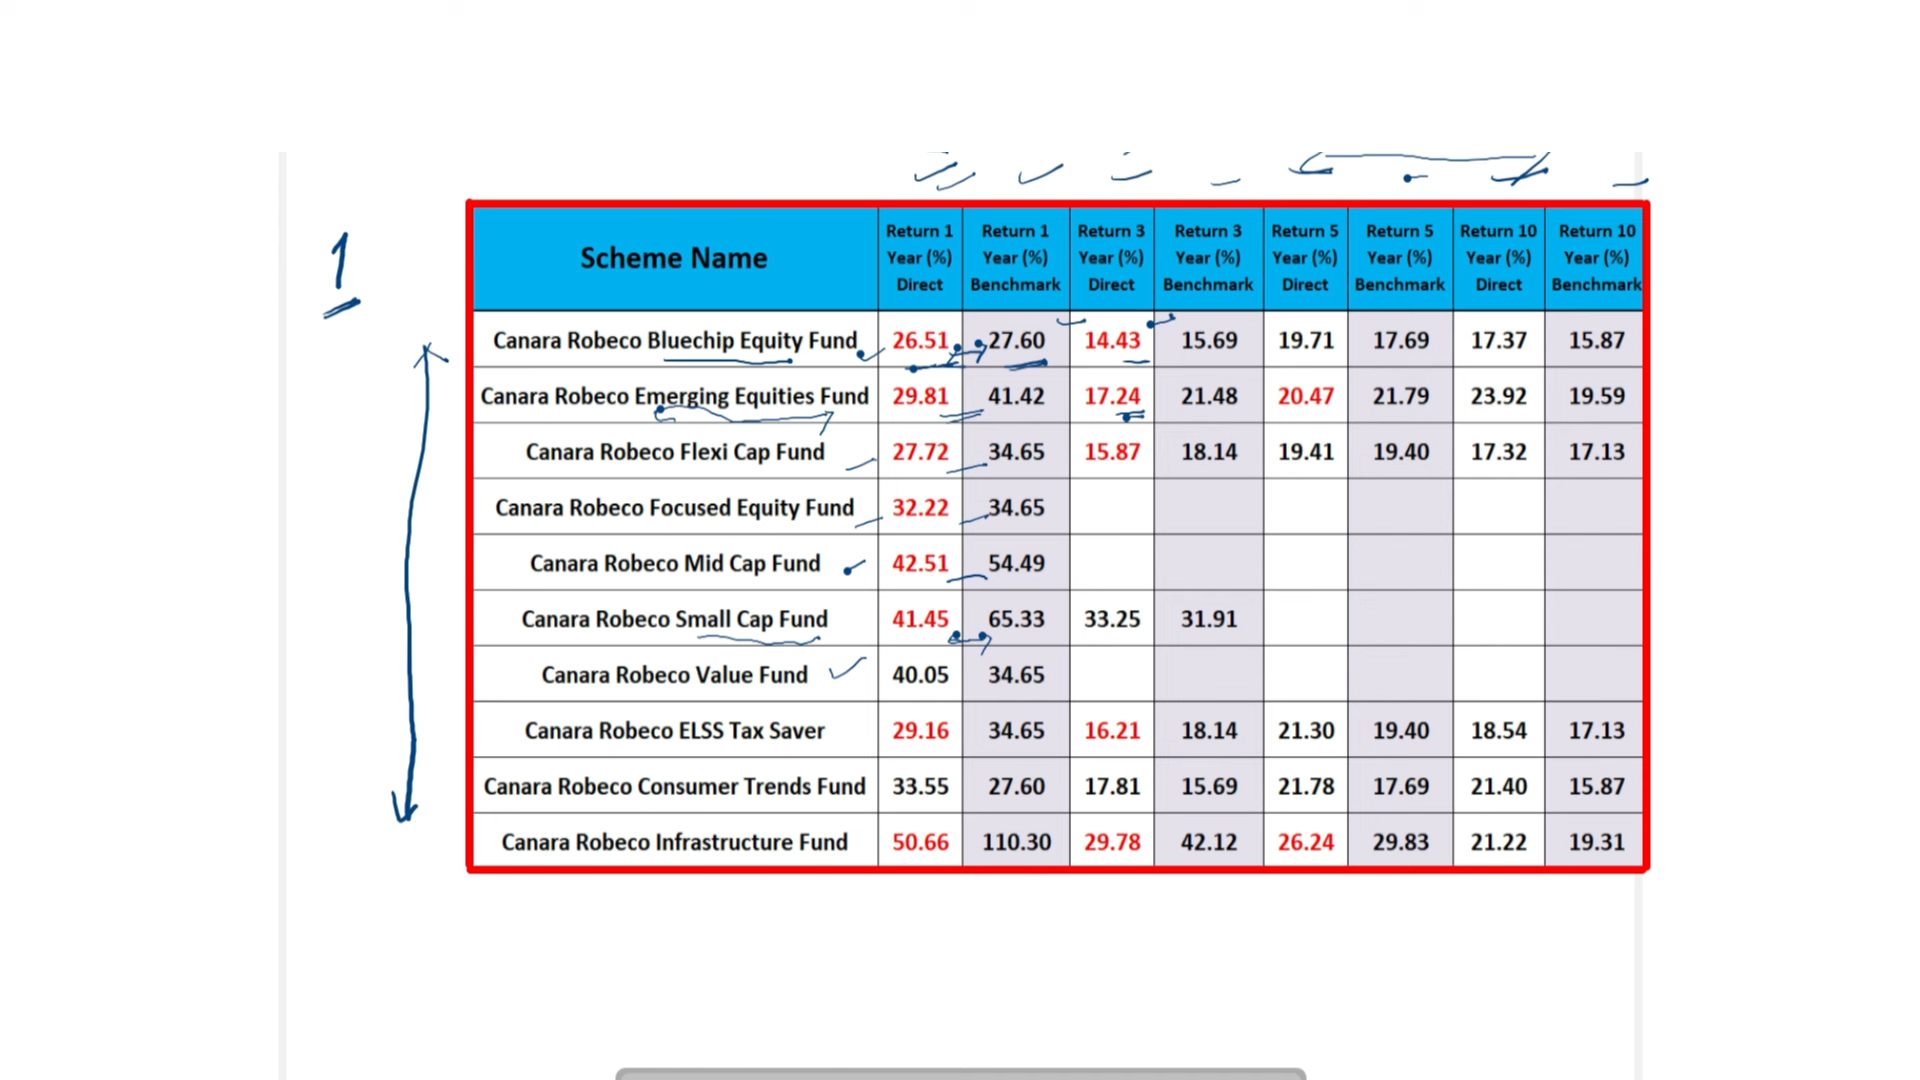 1
Scheme Name Return 1 Year (%) Direct Return 1 Year (%) Benchmark Return 3 Year (%) Direct Return 3 Year (%) Benchmark Return 5 Year (%) Direct Return 5 Year (%) Benchmark Return 10 Year (%) Direct Return 10 Year (%) Benchmark
Canara Robeco Bluechip Equity Fund 26.51 27.60 14.43 15.69 19.71 17.69 17.37 15.87
Canara Robeco Emerging Equities Fund 29.81 41.42 17.24 21.48 20.47 21.79 23.92 19.59
Canara Robeco Flexi Cap Fund 27.72 34.65 15.87 18.14 19.41 19.40 17.32 17.13
Canara Robeco Focused Equity Fund 32.22 34.65
Canara Robeco Mid Cap Fund 42.51 54.49
Canara Robeco Small Cap Fund 41.45 65.33 33.25 31.91
Canara Robeco Value Fund 40.05 34.65
Canara Robeco ELSS Tax Saver 29.16 34.65 16.21 18.14 21.30 19.40 18.54 17.13
Canara Robeco Consumer Trends Fund 33.55 27.60 17.81 15.69 21.78 17.69 21.40 15.87
Canara Robeco Infrastructure Fund 50.66 110.30 29.78 42.12 26.24 29.83 21.22 19.31